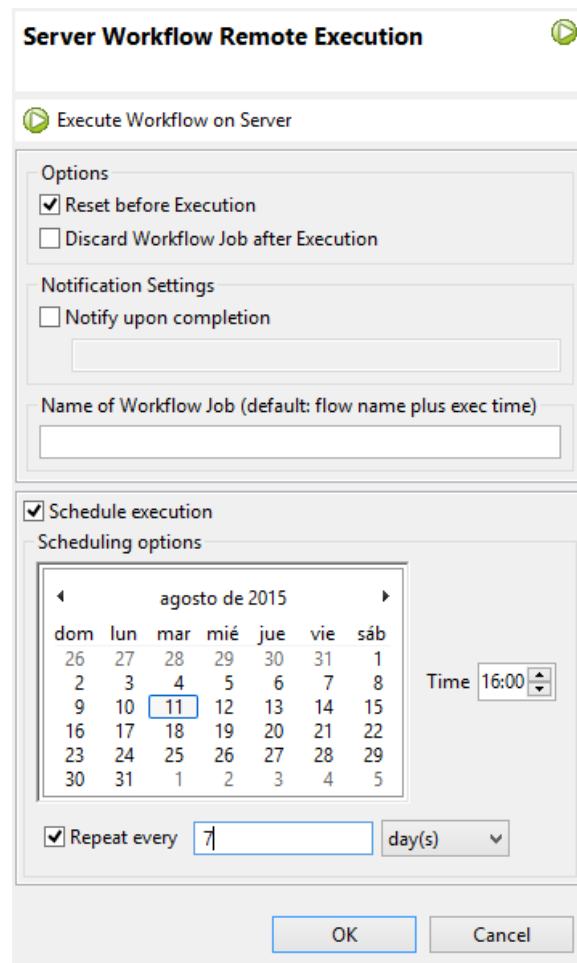 Server Workflow Remote Execution
Execute Workflow on Server
Options
Reset before Execution
Discard Workflow Job after Execution
Notification Settings
Notify upon completion
Name of Workflow Job (default: flow name plus exec time)
Schedule execution
Scheduling options
agosto de 2015
dom lun mar mié jue vie sáb
26 27 28 29 30 31 1
2 3 4 5 6 7 8
9 10 11 12 13 14 15
16 17 18 19 20 21 22
23 24 25 26 27 28 29
30 31 1 2 3 4 5
Time 16:00
Repeat every 7 day(s)
OK Cancel